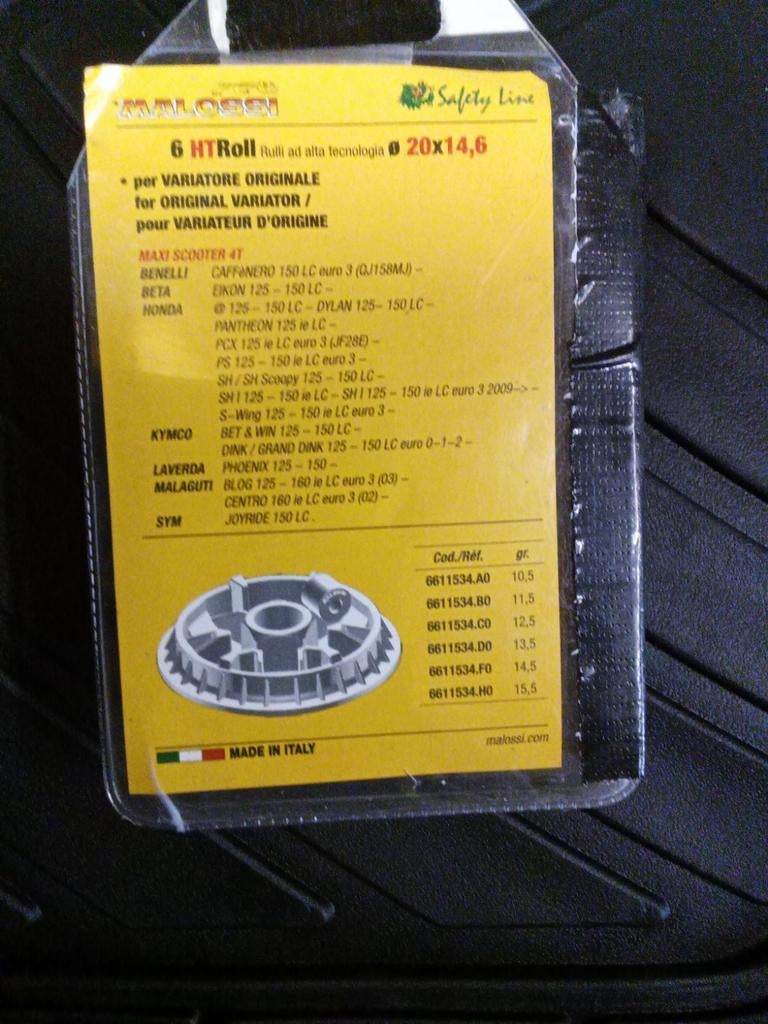 MALOSSI
Safety Line
6 HTRoll Rulli ad alta tecnologia ø 20x14,6
• per VARIATORE ORIGINALE
for ORIGINAL VARIATOR /
pour VARIATEUR D'ORIGINE
MAXI SCOOTER 4T
BENELLI CAFFèNERO 150 LC euro 3 (QJ158MJ) –
BETA EIKON 125 – 150 LC –
HONDA @ 125 – 150 LC – DYLAN 125– 150 LC –
PANTHEON 125 ie LC –
PCX 125 ie LC euro 3 (JF28E) –
PS 125 – 150 ie LC euro 3 –
SH / SH Scoopy 125 – 150 LC –
SH I 125 – 150 ie LC – SH I 125 – 150 ie LC euro 3 2009–> –
S–Wing 125 – 150 ie LC euro 3 –
KYMCO BET & WIN 125 – 150 LC –
DINK / GRAND DINK 125 – 150 LC euro 0–1–2 –
LAVERDA PHOENIX 125 – 150 –
MALAGUTI BLOG 125 – 160 ie LC euro 3 (03) –
CENTRO 160 ie LC euro 3 (02) –
SYM JOYRIDE 150 LC .
Cod./Réf. gr.
6611534.A0 10,5
6611534.B0 11,5
6611534.C0 12,5
6611534.D0 13,5
6611534.F0 14,5
6611534.H0 15,5
MADE IN ITALY
malossi.com